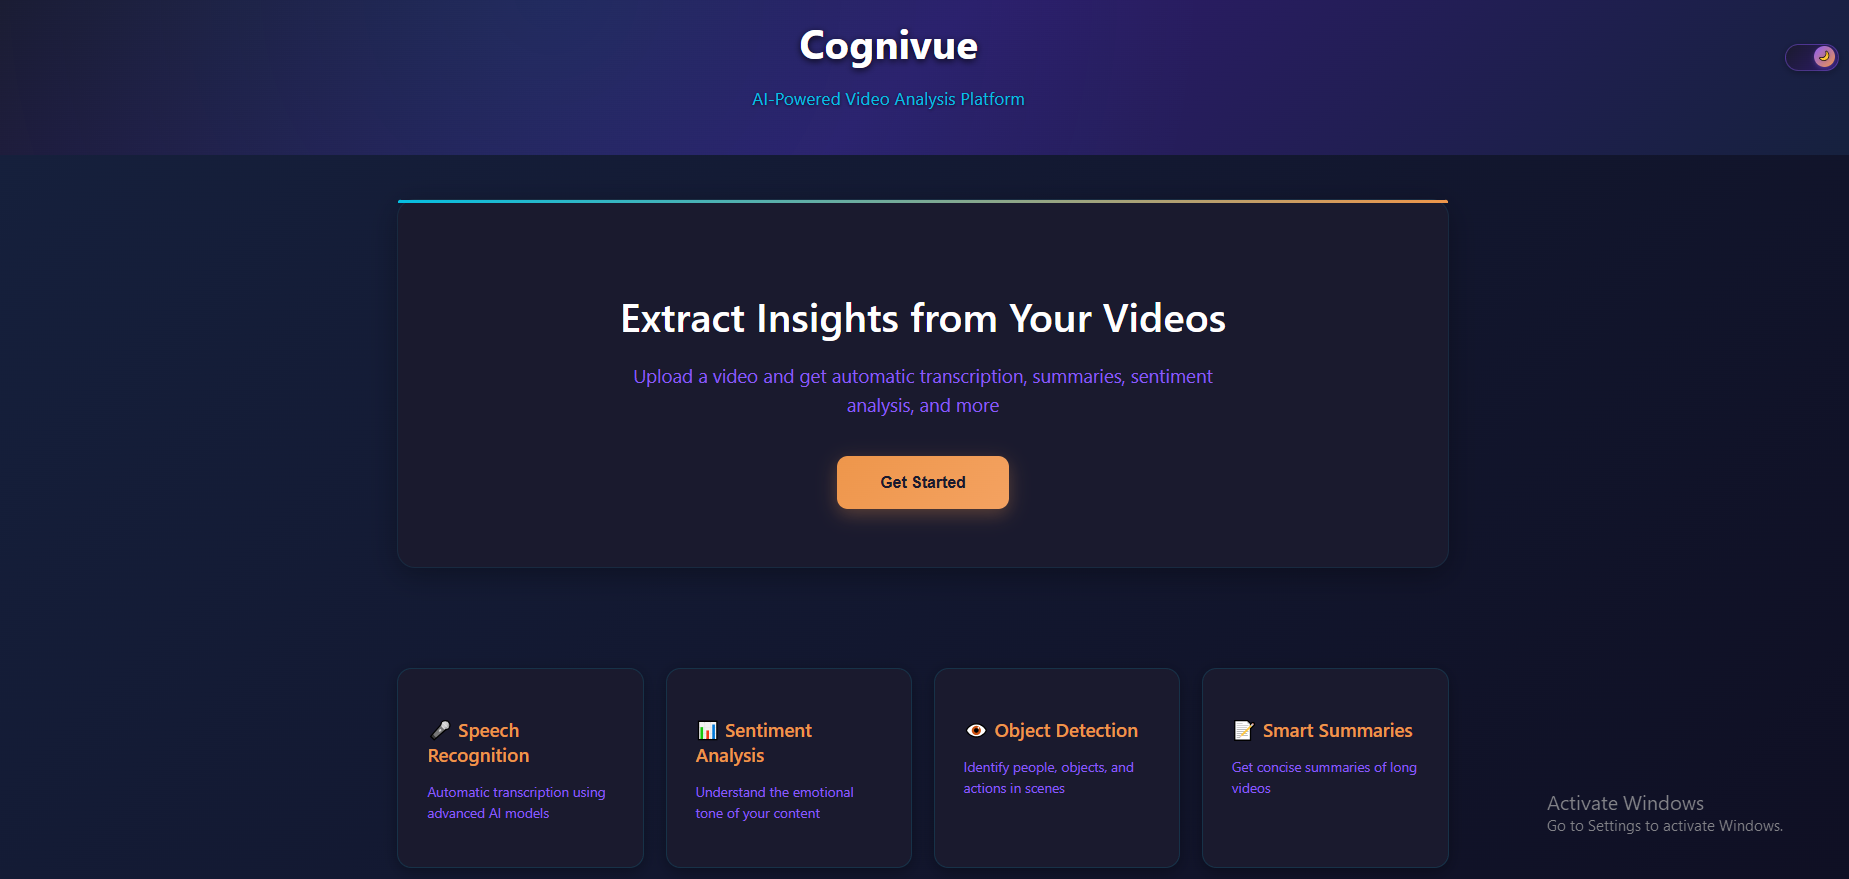 Cognivue
AI-Powered Video Analysis Platform
Extract Insights from Your Videos
Upload a video and get automatic transcription, summaries, sentiment
analysis, and more
Get Started
Speech
Recognition
Automatic transcription using
advanced AI models
Sentiment
Analysis
Understand the emotional
tone of your content
Object Detection
Identify people, objects, and
actions in scenes
Smart Summaries
Get concise summaries of long
videos
Activate Windows
Go to Settings to activate Windows.